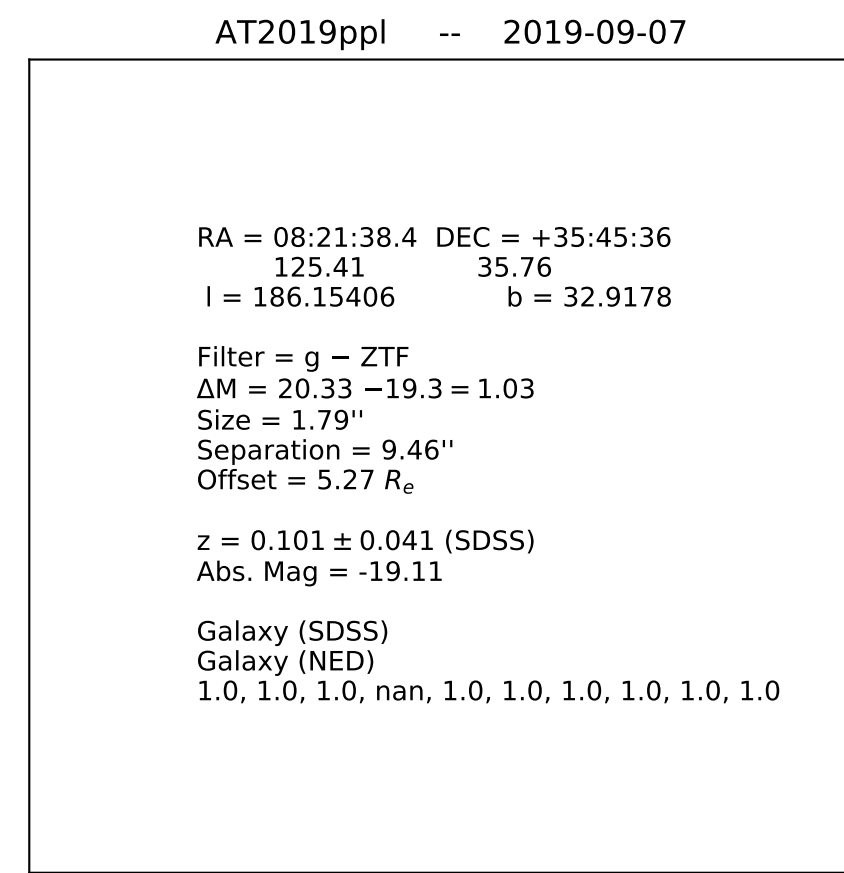 AT2019ppl -- 2019-09-07
RA = 08:21:38.4 DEC = +35:45:36
125.41 35.76
l = 186.15406 b = 32.9178
Filter = g − ZTF
ΔM = 20.33 −19.3 = 1.03
Size = 1.79''
Separation = 9.46''
Offset = 5.27 Re
z = 0.101 ± 0.041 (SDSS)
Abs. Mag = -19.11
Galaxy (SDSS)
Galaxy (NED)
1.0, 1.0, 1.0, nan, 1.0, 1.0, 1.0, 1.0, 1.0, 1.0